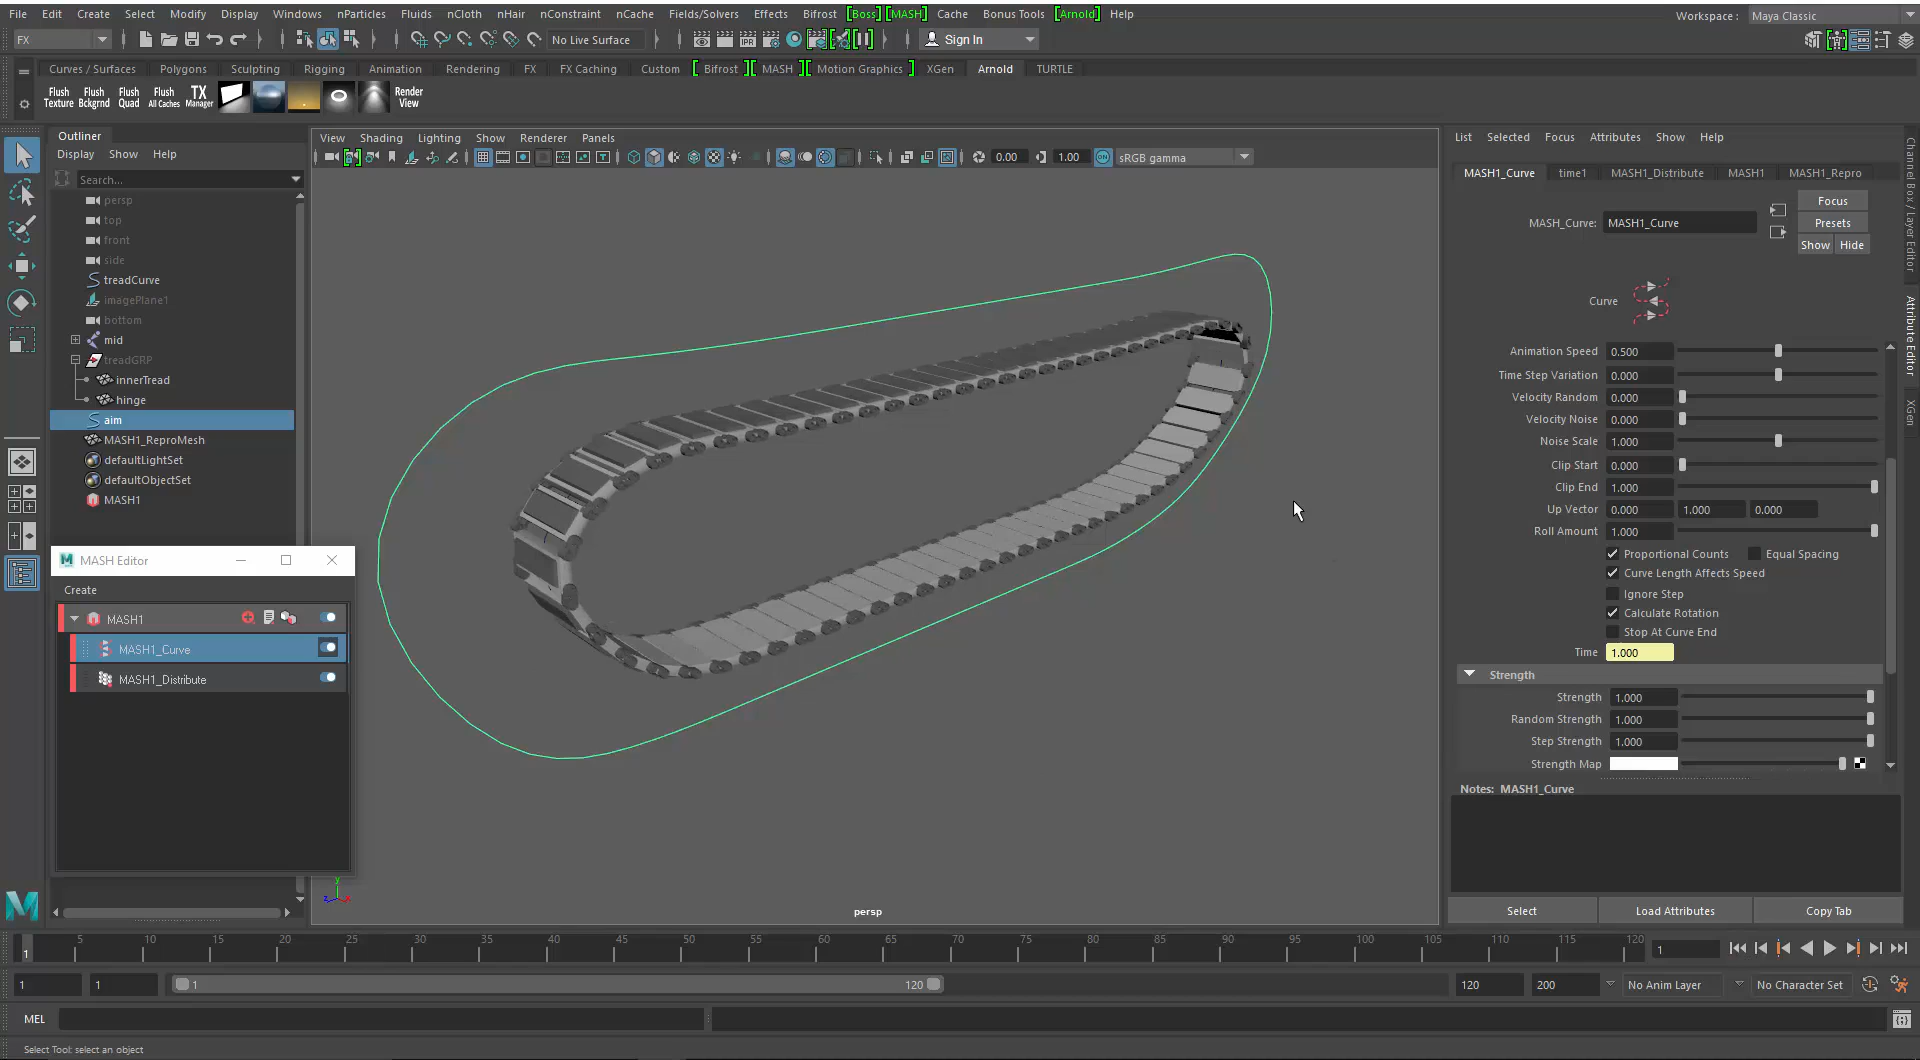 File Edit Create Select Modify Display Windows nParticles Fluids nCloth nHair nConstraint nCache Fields/Solvers Effects Bifrost [Boss] [MASH] Cache Bonus Tools [Arnold] Help
Workspace : Maya Classic
FX No Live Surface IPR Sign In
Curves / Surfaces Polygons Sculpting Rigging Animation Rendering FX FX Caching Custom Bifrost MASH Motion Graphics XGen Arnold TURTLE
Flush Texture
Flush Bckgrnd
Flush Quad
Flush All Caches
TX Manager
Render View
Outliner
Display Show Help
Search...
persp
top
front
side
treadCurve
imagePlane1
bottom
mid
treadGRP
innerTread
hinge
aim
MASH1_ReproMesh
defaultLightSet
defaultObjectSet
MASH1
MASH Editor
Create
MASH1
MASH1_Curve
MASH1_Distribute
View Shading Lighting Show Renderer Panels
0.00 1.00 sRGB gamma
persp
List Selected Focus Attributes Show Help
MASH1_Curve time1 MASH1_Distribute MASH1 MASH1_Repro
MASH_Curve: MASH1_Curve
Focus
Presets
Show Hide
Curve
Animation Speed 0.500
Time Step Variation 0.000
Velocity Random 0.000
Velocity Noise 0.000
Noise Scale 1.000
Clip Start 0.000
Clip End 1.000
Up Vector 0.000 1.000 0.000
Roll Amount 1.000
Proportional Counts Equal Spacing
Curve Length Affects Speed
Ignore Step
Calculate Rotation
Stop At Curve End
Time 1.000
Strength
Strength 1.000
Random Strength 1.000
Step Strength 1.000
Strength Map
Notes: MASH1_Curve
Select Load Attributes Copy Tab
Channel Box / Layer Editor
Attribute Editor
XGen
1 5 10 15 20 25 30 35 40 45 50 55 60 65 70 75 80 85 90 95 100 105 110 115 120 1
1 1 1 120 120 200 No Anim Layer No Character Set
MEL
Select Tool: select an object